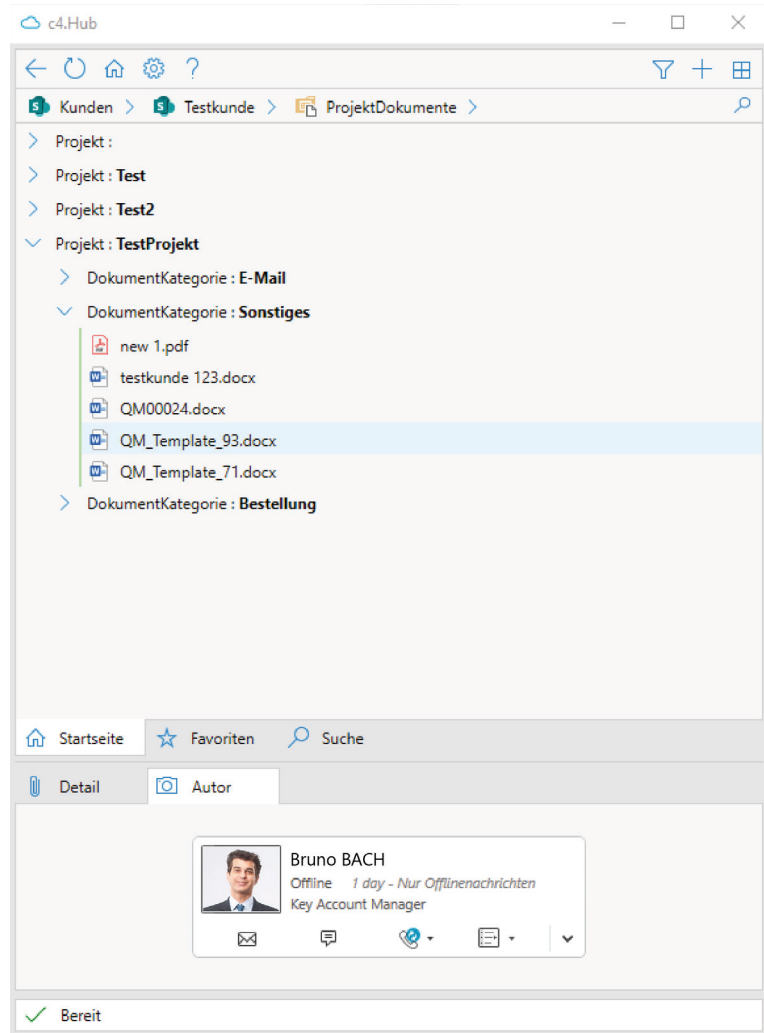 c4.Hub
Kunden > Testkunde > ProjektDokumente >
Projekt :
Projekt : Test
Projekt : Test2
Projekt : TestProjekt
DokumentKategorie : E-Mail
DokumentKategorie : Sonstiges
new 1.pdf
testkunde 123.docx
QM00024.docx
QM_Template_93.docx
QM_Template_71.docx
DokumentKategorie : Bestellung
Startseite Favoriten Suche
Detail Autor
Bruno BACH
Offline 1 day - Nur Offlinenachrichten
Key Account Manager
Bereit